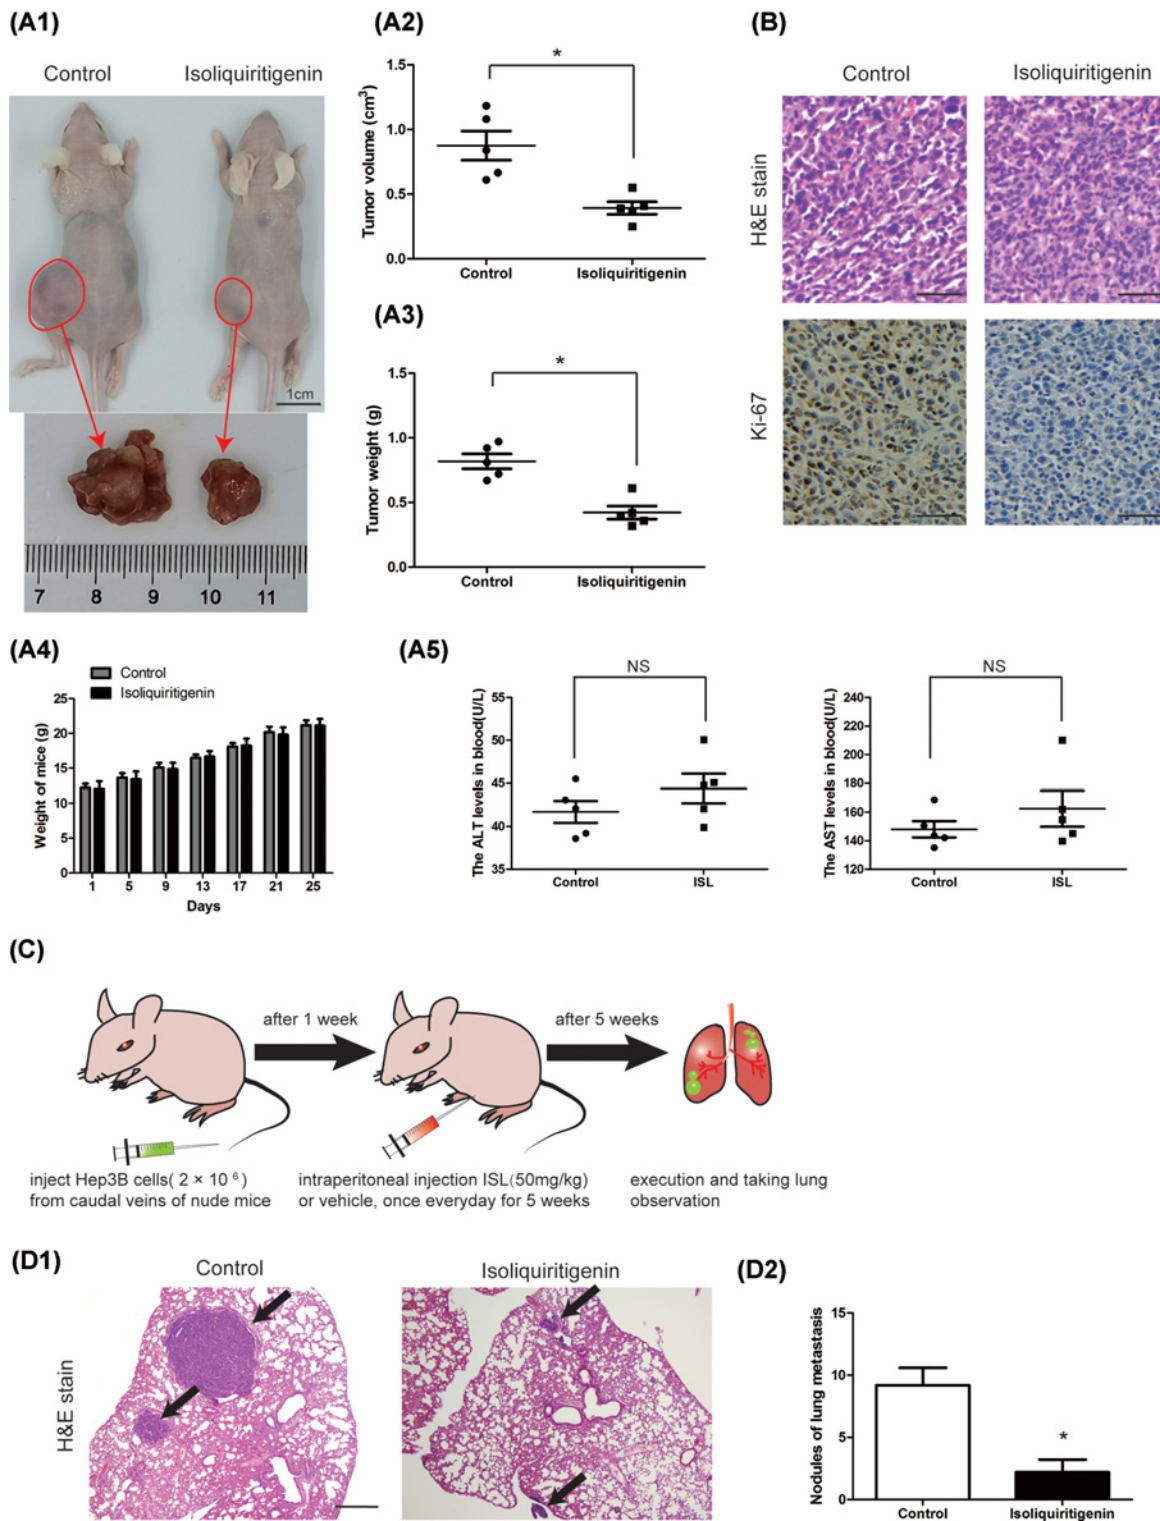 (A1)
Control
Isoliquiritigenin
1cm
7 8 9 10 11
(A2)
*
Tumor volume (cm³)
1.5
1.0
0.5
0.0
Control
Isoliquiritigenin
(A3)
*
Tumor weight (g)
1.5
1.0
0.5
0.0
Control
Isoliquiritigenin
(B)
Control
Isoliquiritigenin
H&E stain
Ki-67
(A4)
Control
Isoliquiritigenin
Weight of mice (g)
25
20
15
10
5
0
1 5 9 13 17 21 25
Days
(A5)
NS
The ALT levels in blood(U/L)
50
45
40
35
Control
ISL
NS
The AST levels in blood(U/L)
240
220
200
180
160
140
120
Control
ISL
(C)
after 1 week
after 5 weeks
inject Hep3B cells( 2 × 10 ⁶)
from caudal veins of nude mice
intraperitoneal injection ISL(50mg/kg)
or vehicle, once everyday for 5 weeks
execution and taking lung
observation
(D1)
Control
Isoliquiritigenin
H&E stain
(D2)
Nodules of lung metastasis
15
10
5
0
*
Control
Isoliquiritigenin